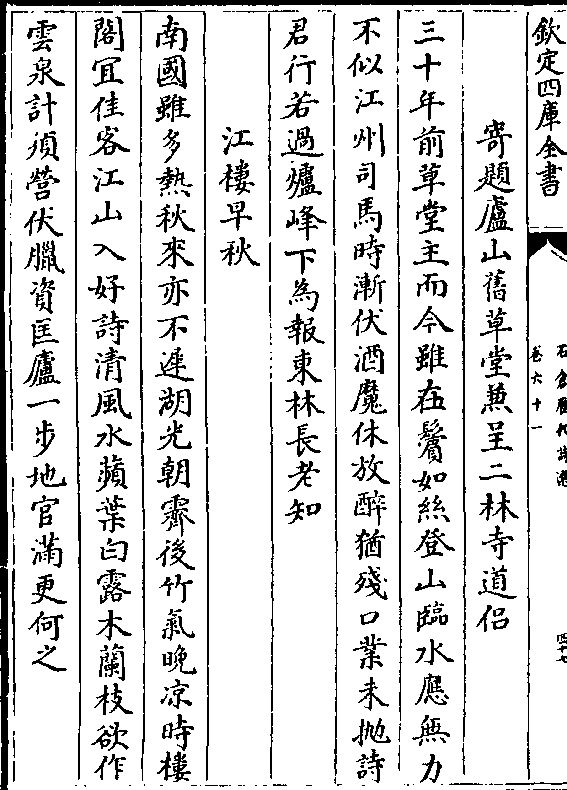 欽定四庫全書
石倉歷代詩選
卷六十一
四十七
寄題廬山舊草堂兼呈二林寺道侣
三十年前草堂主而今雖在鬢如絲登山臨水應無力
不似江州司馬時漸伏酒魔休放醉猶殘口業未抛詩
君行若過爐峰下為報東林長老知
江樓早秋
南國雖多熱秋來亦不遲湖光朝霽後竹氣晚凉時樓
閣宜佳客江山入好詩清風水蘋葉白露木蘭枝欲作
雲泉計須營伏臘資匡廬一步地官滿更何之